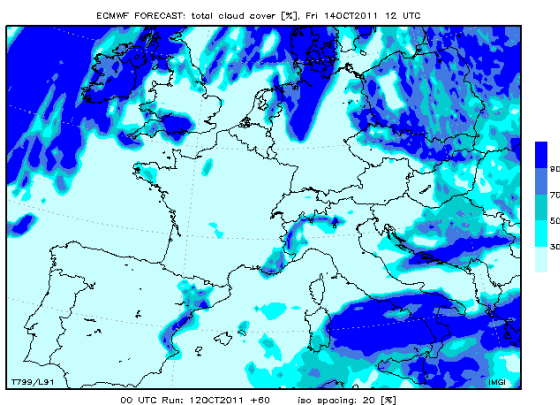 ECMWF FORECAST: total cloud cover [%], Fri 14OCT2011 12 UTC
90
70
50
30
T799/L91 IMGI
00 UTC Run: 12OCT2011 +60 iso spacing: 20 [%]